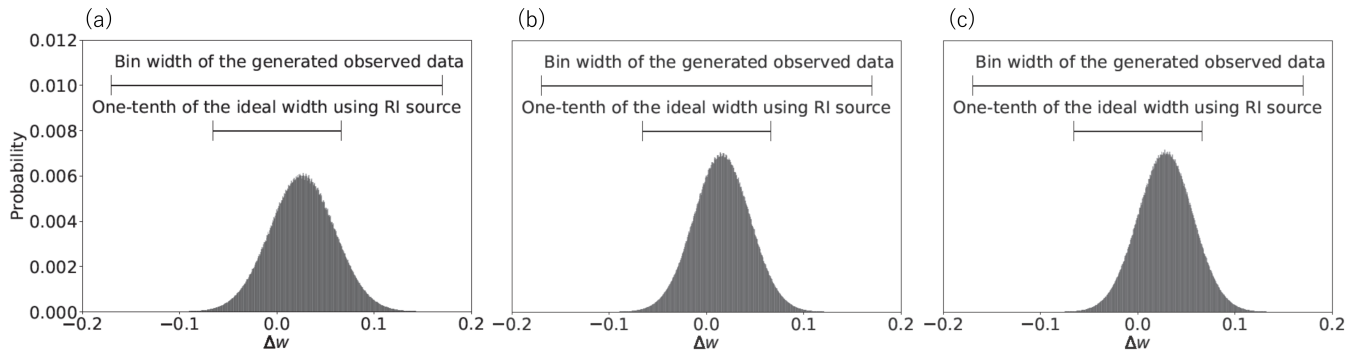 (a)
0.012
0.010
0.008
0.006
0.004
0.002
0.000
Probability
Bin width of the generated observed data
One-tenth of the ideal width using RI source
−0.2
−0.1
0.0
0.1
0.2
Δw
(b)
Bin width of the generated observed data
One-tenth of the ideal width using RI source
−0.2
−0.1
0.0
0.1
0.2
Δw
(c)
Bin width of the generated observed data
One-tenth of the ideal width using RI source
−0.2
−0.1
0.0
0.1
0.2
Δw